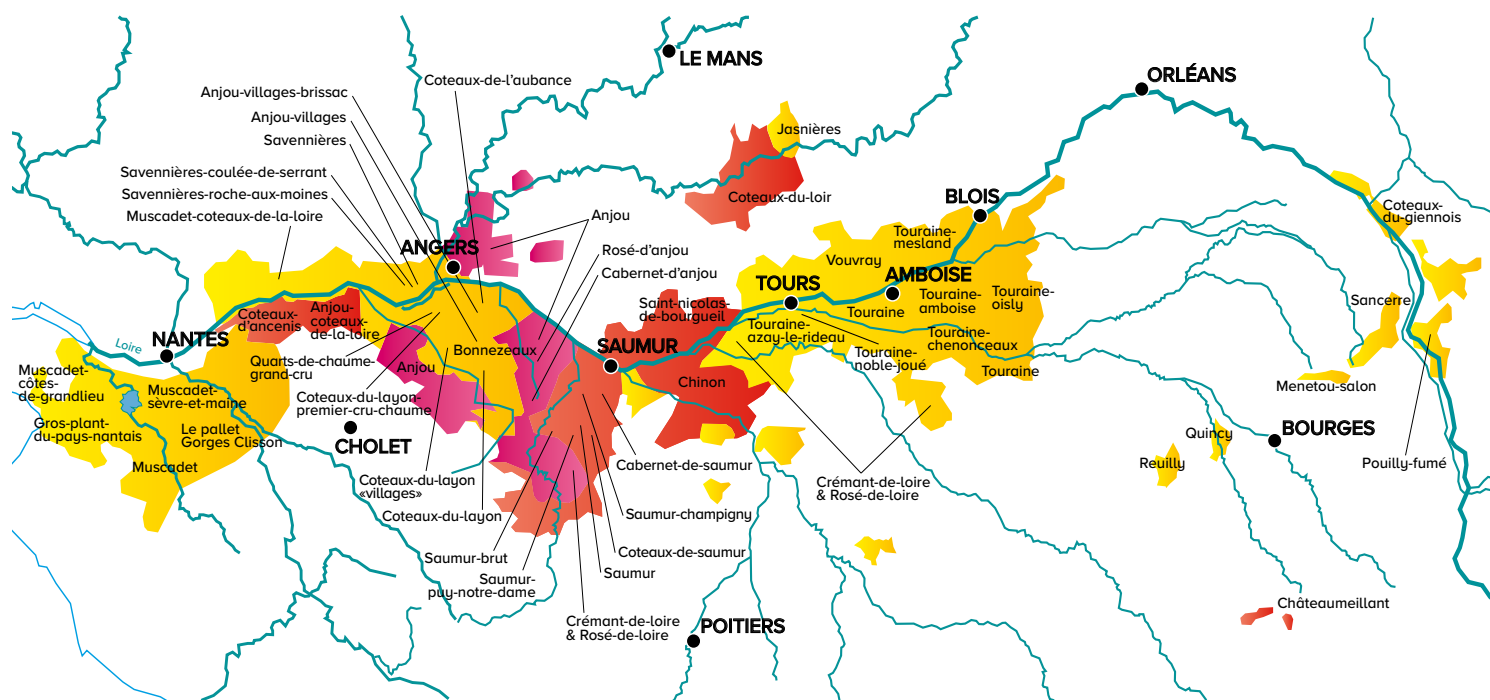 LE MANS
ORLÉANS
Coteaux-de-l'aubance
Anjou-villages-brissac
Anjou-villages
Savennières
Savennières-coulée-de-serrant
Savennières-roche-aux-moines
Muscadet-coteaux-de-la-loire
Jasnières
Coteaux-du-loir
BLOIS
Coteaux-
du-giennois
Anjou
ANGERS
Rosé-d'anjou
Cabernet-d'anjou
Touraine-
mesland
Vouvray
AMBOISE
TOURS
Touraine-
amboise
Touraine-
oisly
Touraine
Saint-nicolas-
de-bourgueil
Touraine-
azay-le-rideau
Touraine-
chenonceaux
Touraine-
noble-joué
Touraine
Sancerre
Coteaux-
d'ancenis
Anjou-
coteaux-
de-la-loire
NANTES
Loire
SAUMUR
Bonnezeaux
Quarts-de-chaume-
grand-cru
Anjou
Chinon
Menetou-salon
Muscadet-
côtes-
de-grandlieu
Muscadet-
sèvre-et-maine
Coteaux-du-layon-
premier-cru-chaume
Gros-plant-
du-pays-nantais
Le pallet
Gorges Clisson
CHOLET
Muscadet
BOURGES
Quincy
Reuilly
Pouilly-fumé
Cabernet-de-saumur
Coteaux-du-layon
«villages»
Crémant-de-loire
& Rosé-de-loire
Coteaux-du-layon
Saumur-champigny
Saumur-brut
Coteaux-de-saumur
Saumur-
puy-notre-dame
Saumur
Châteaumeillant
Crémant-de-loire
& Rosé-de-loire
POITIERS